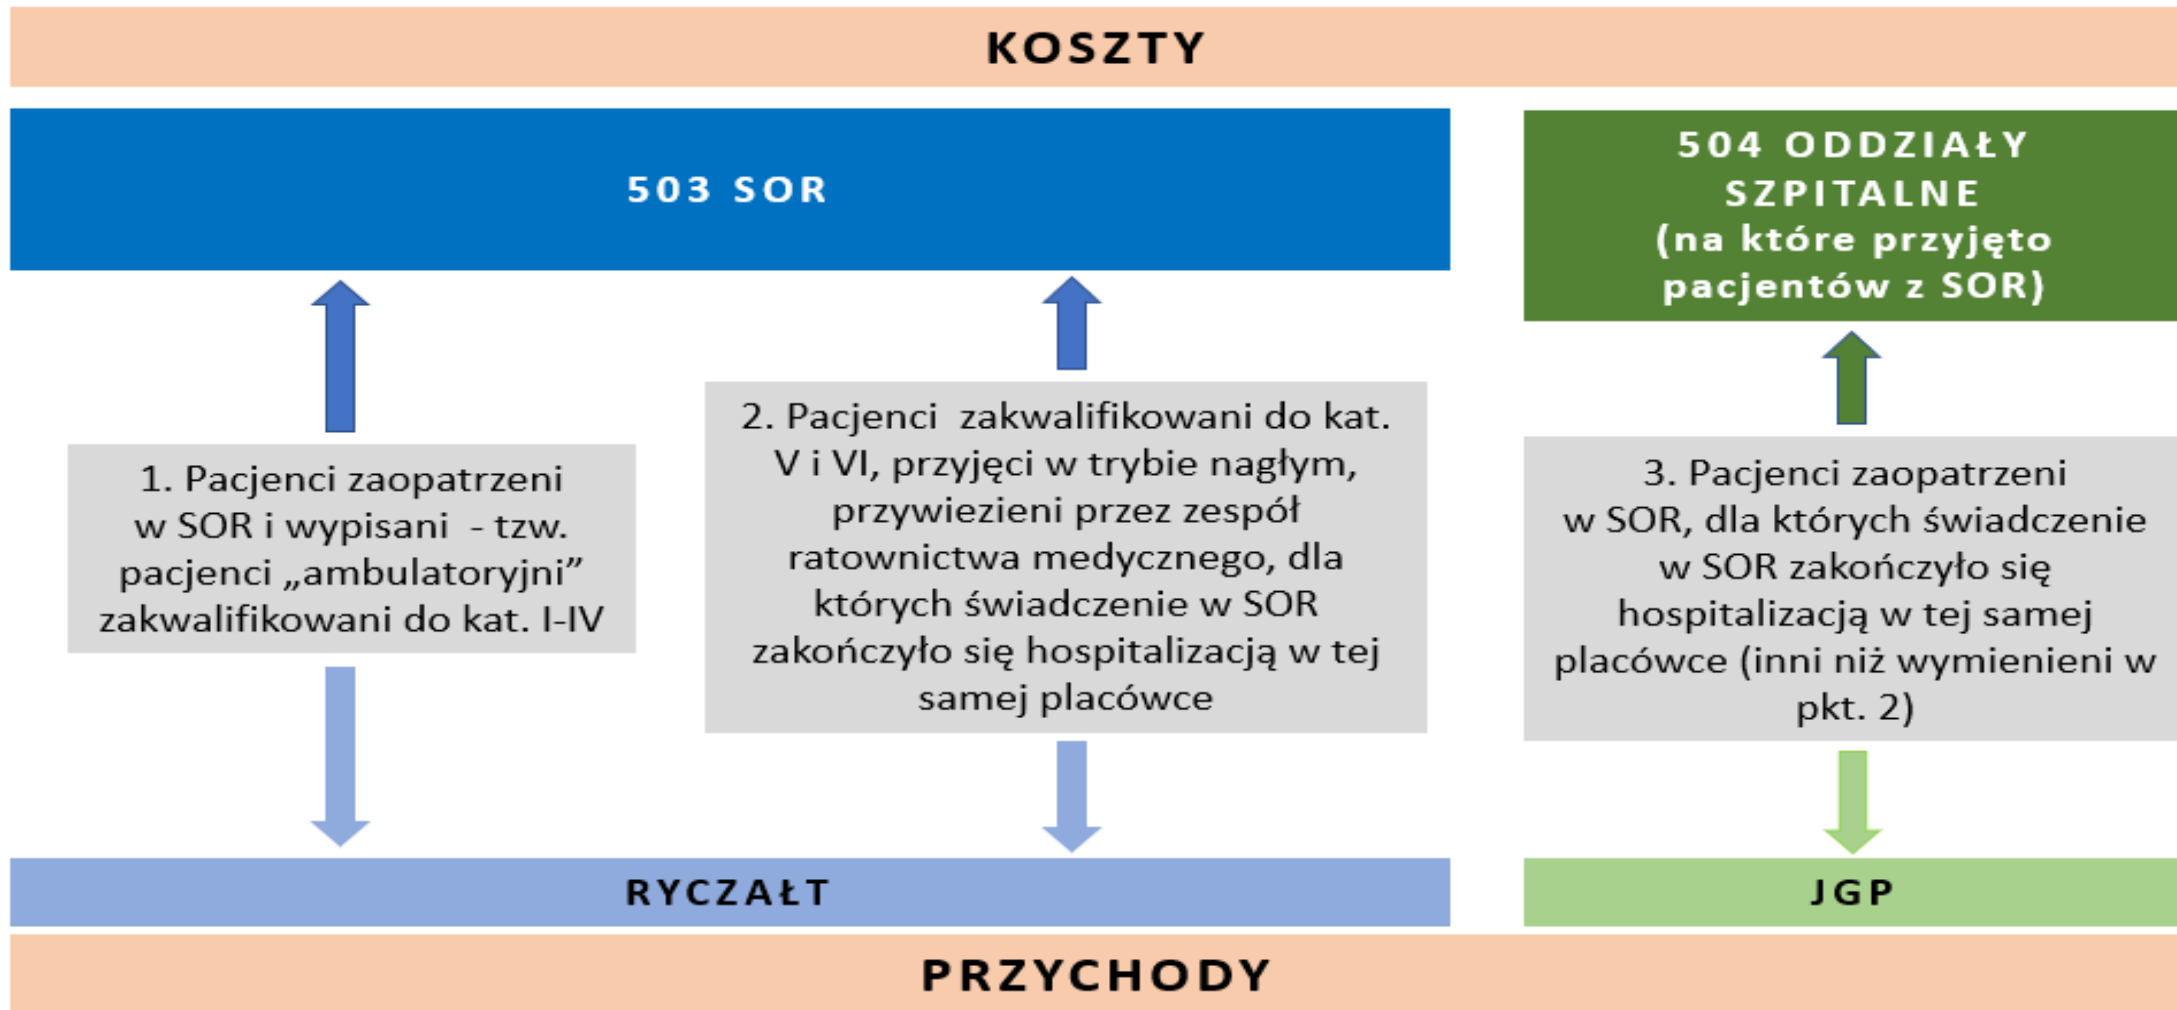 KOSZTY
503 SOR
504 ODDZIAŁY
SZPITALNE
(na które przyjęto
pacjentów z SOR)
1. Pacjenci zaopatrzeni
w SOR i wypisani - tzw.
pacjenci „ambulatoryjni”
zakwalifikowani do kat. I-IV
2. Pacjenci zakwalifikowani do kat.
V i VI, przyjęci w trybie nagłym,
przywiezieni przez zespół
ratownictwa medycznego, dla
których świadczenie w SOR
zakończyło się hospitalizacją w tej
samej placówce
3. Pacjenci zaopatrzeni
w SOR, dla których świadczenie
w SOR zakończyło się
hospitalizacją w tej samej
placówce (inni niż wymienieni w
pkt. 2)
RYCZAŁT
JGP
PRZYCHODY